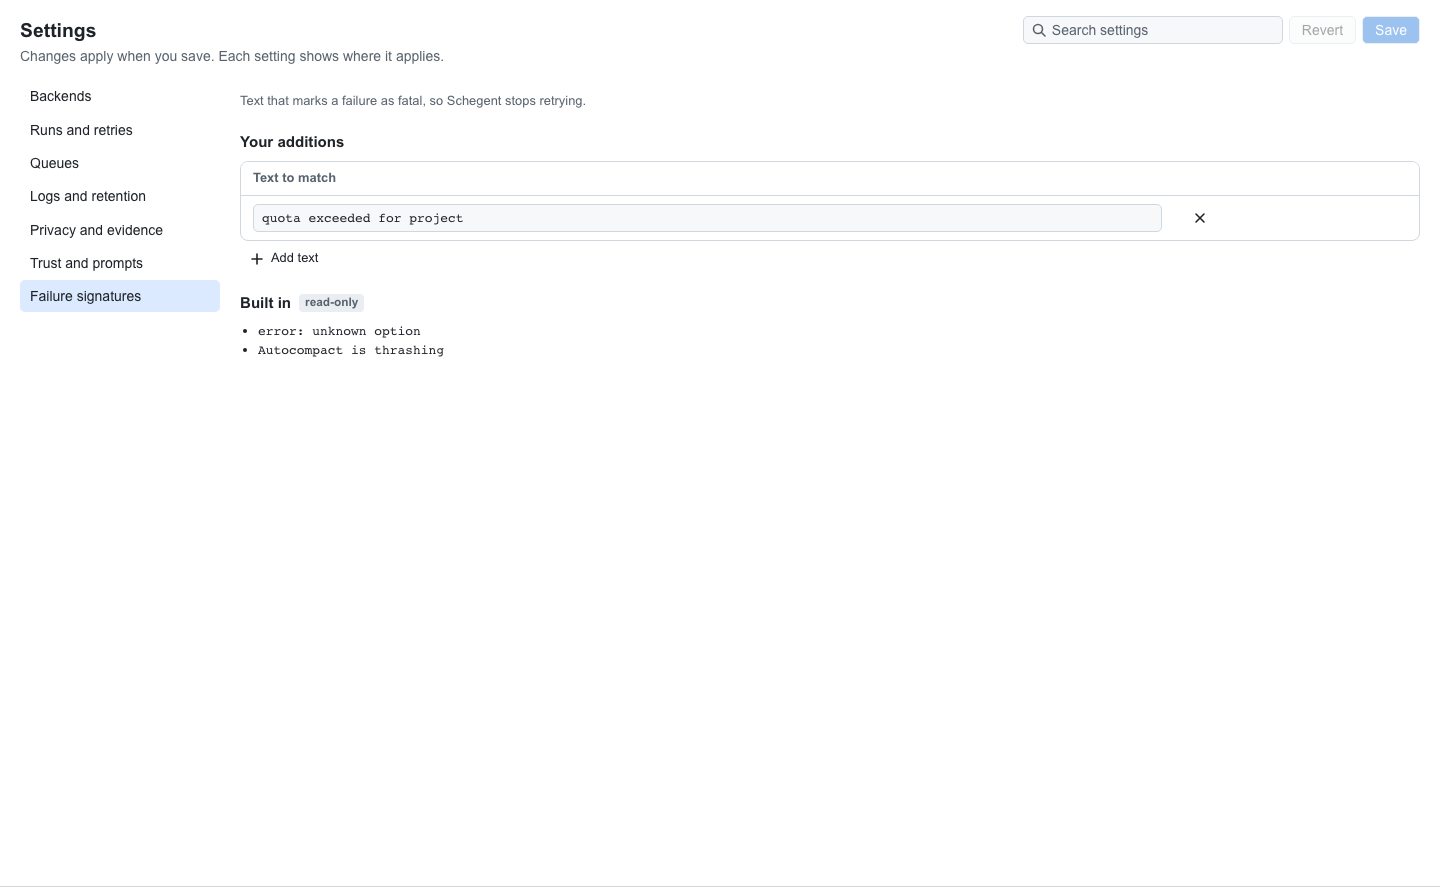 Settings
Search settings
Revert
Save
Changes apply when you save. Each setting shows where it applies.
Backends
Runs and retries
Queues
Logs and retention
Privacy and evidence
Trust and prompts
Failure signatures
Text that marks a failure as fatal, so Schegent stops retrying.
Your additions
Text to match
quota exceeded for project
Add text
Built in read-only
error: unknown option
Autocompact is thrashing